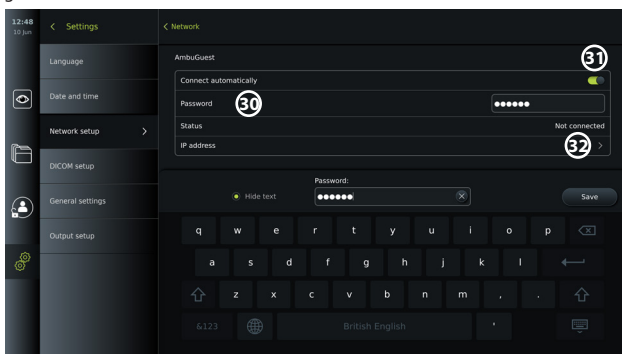 12:48
10 Jun
Settings
Network
Language
Date and time
Network setup
DICOM setup
General settings
Output setup
AmbuGuest
31
Connect automatically
Password
30
●●●●●●
Status
Not connected
IP address
32
Password:
Hide text
●●●●●●
Save
q w e r t y u i o p
a s d f g h j k l
z x c v b n m , .
&123
British English
'